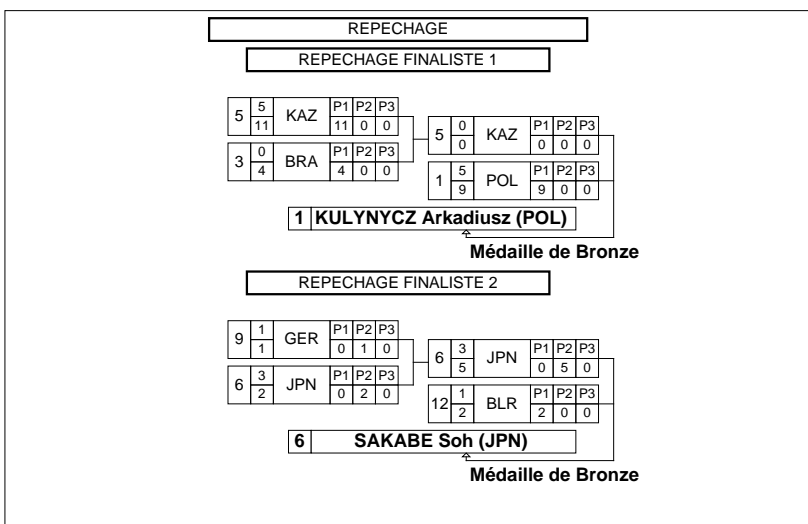 REPECHAGE
REPECHAGE FINALISTE 1
5 5 KAZ P1 P2 P3
11 11 0 0
3 0 BRA P1 P2 P3
4 4 0 0
5 0 KAZ P1 P2 P3
0 0 0 0
1 5 POL P1 P2 P3
9 9 0 0
1 KULYNYCZ Arkadiusz (POL)
Médaille de Bronze
REPECHAGE FINALISTE 2
9 1 GER P1 P2 P3
1 0 1 0
6 3 JPN P1 P2 P3
2 0 2 0
6 3 JPN P1 P2 P3
5 0 5 0
12 1 BLR P1 P2 P3
2 2 0 0
6 SAKABE Soh (JPN)
Médaille de Bronze